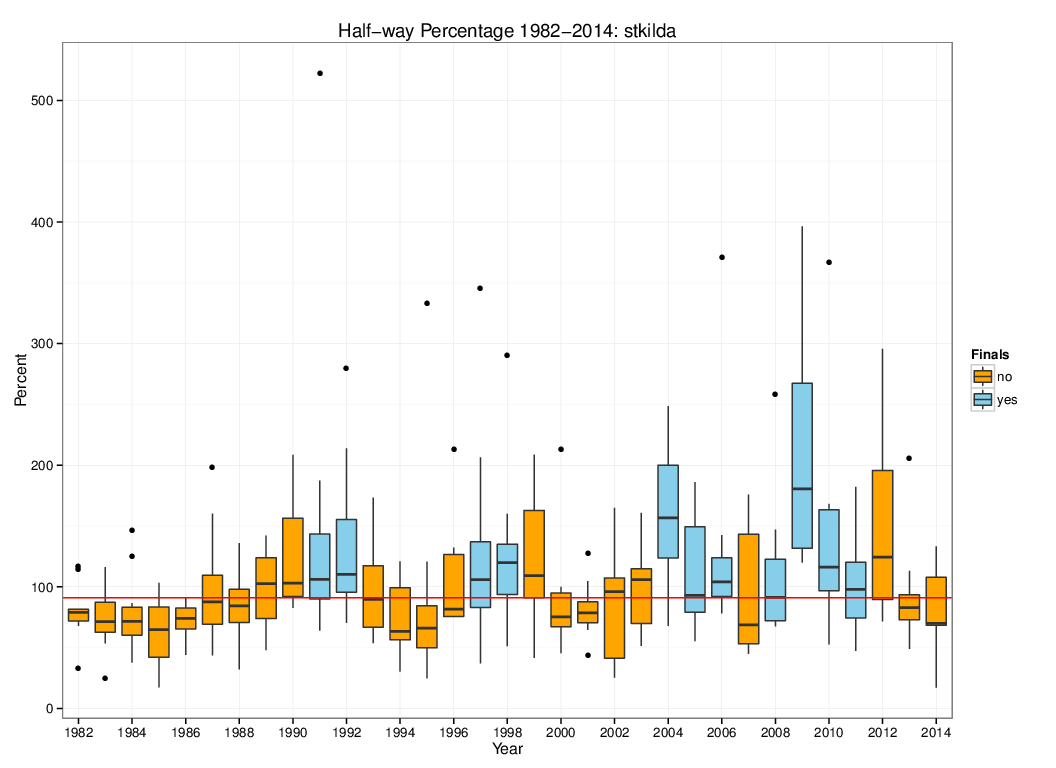 Half−way Percentage 1982−2014: stkilda
500
400
300
200
100
0
Percent
1982 1984 1986 1988 1990 1992 1994 1996 1998 2000 2002 2004 2006 2008 2010 2012 2014
Year
Finals
no
yes